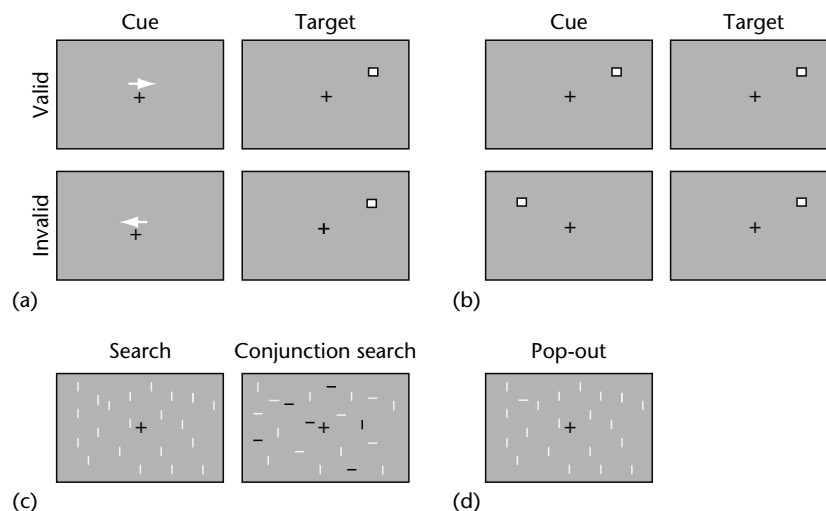 Cue Target Cue Target
Valid
Invalid
(a) (b)
Search Conjunction search Pop-out
(c) (d)